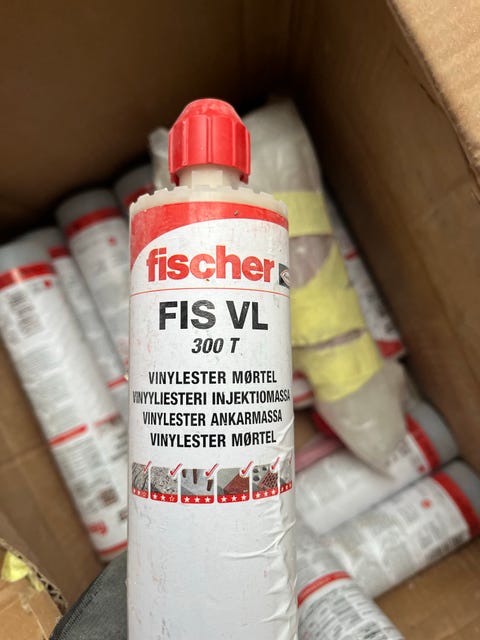 fischer
FIS VL
300 T
VINYLESTER MØRTEL
VINYYLIESTERI INJEKTIOMASSA
VINYLESTER ANKARMASSA
VINYLESTER MØRTEL